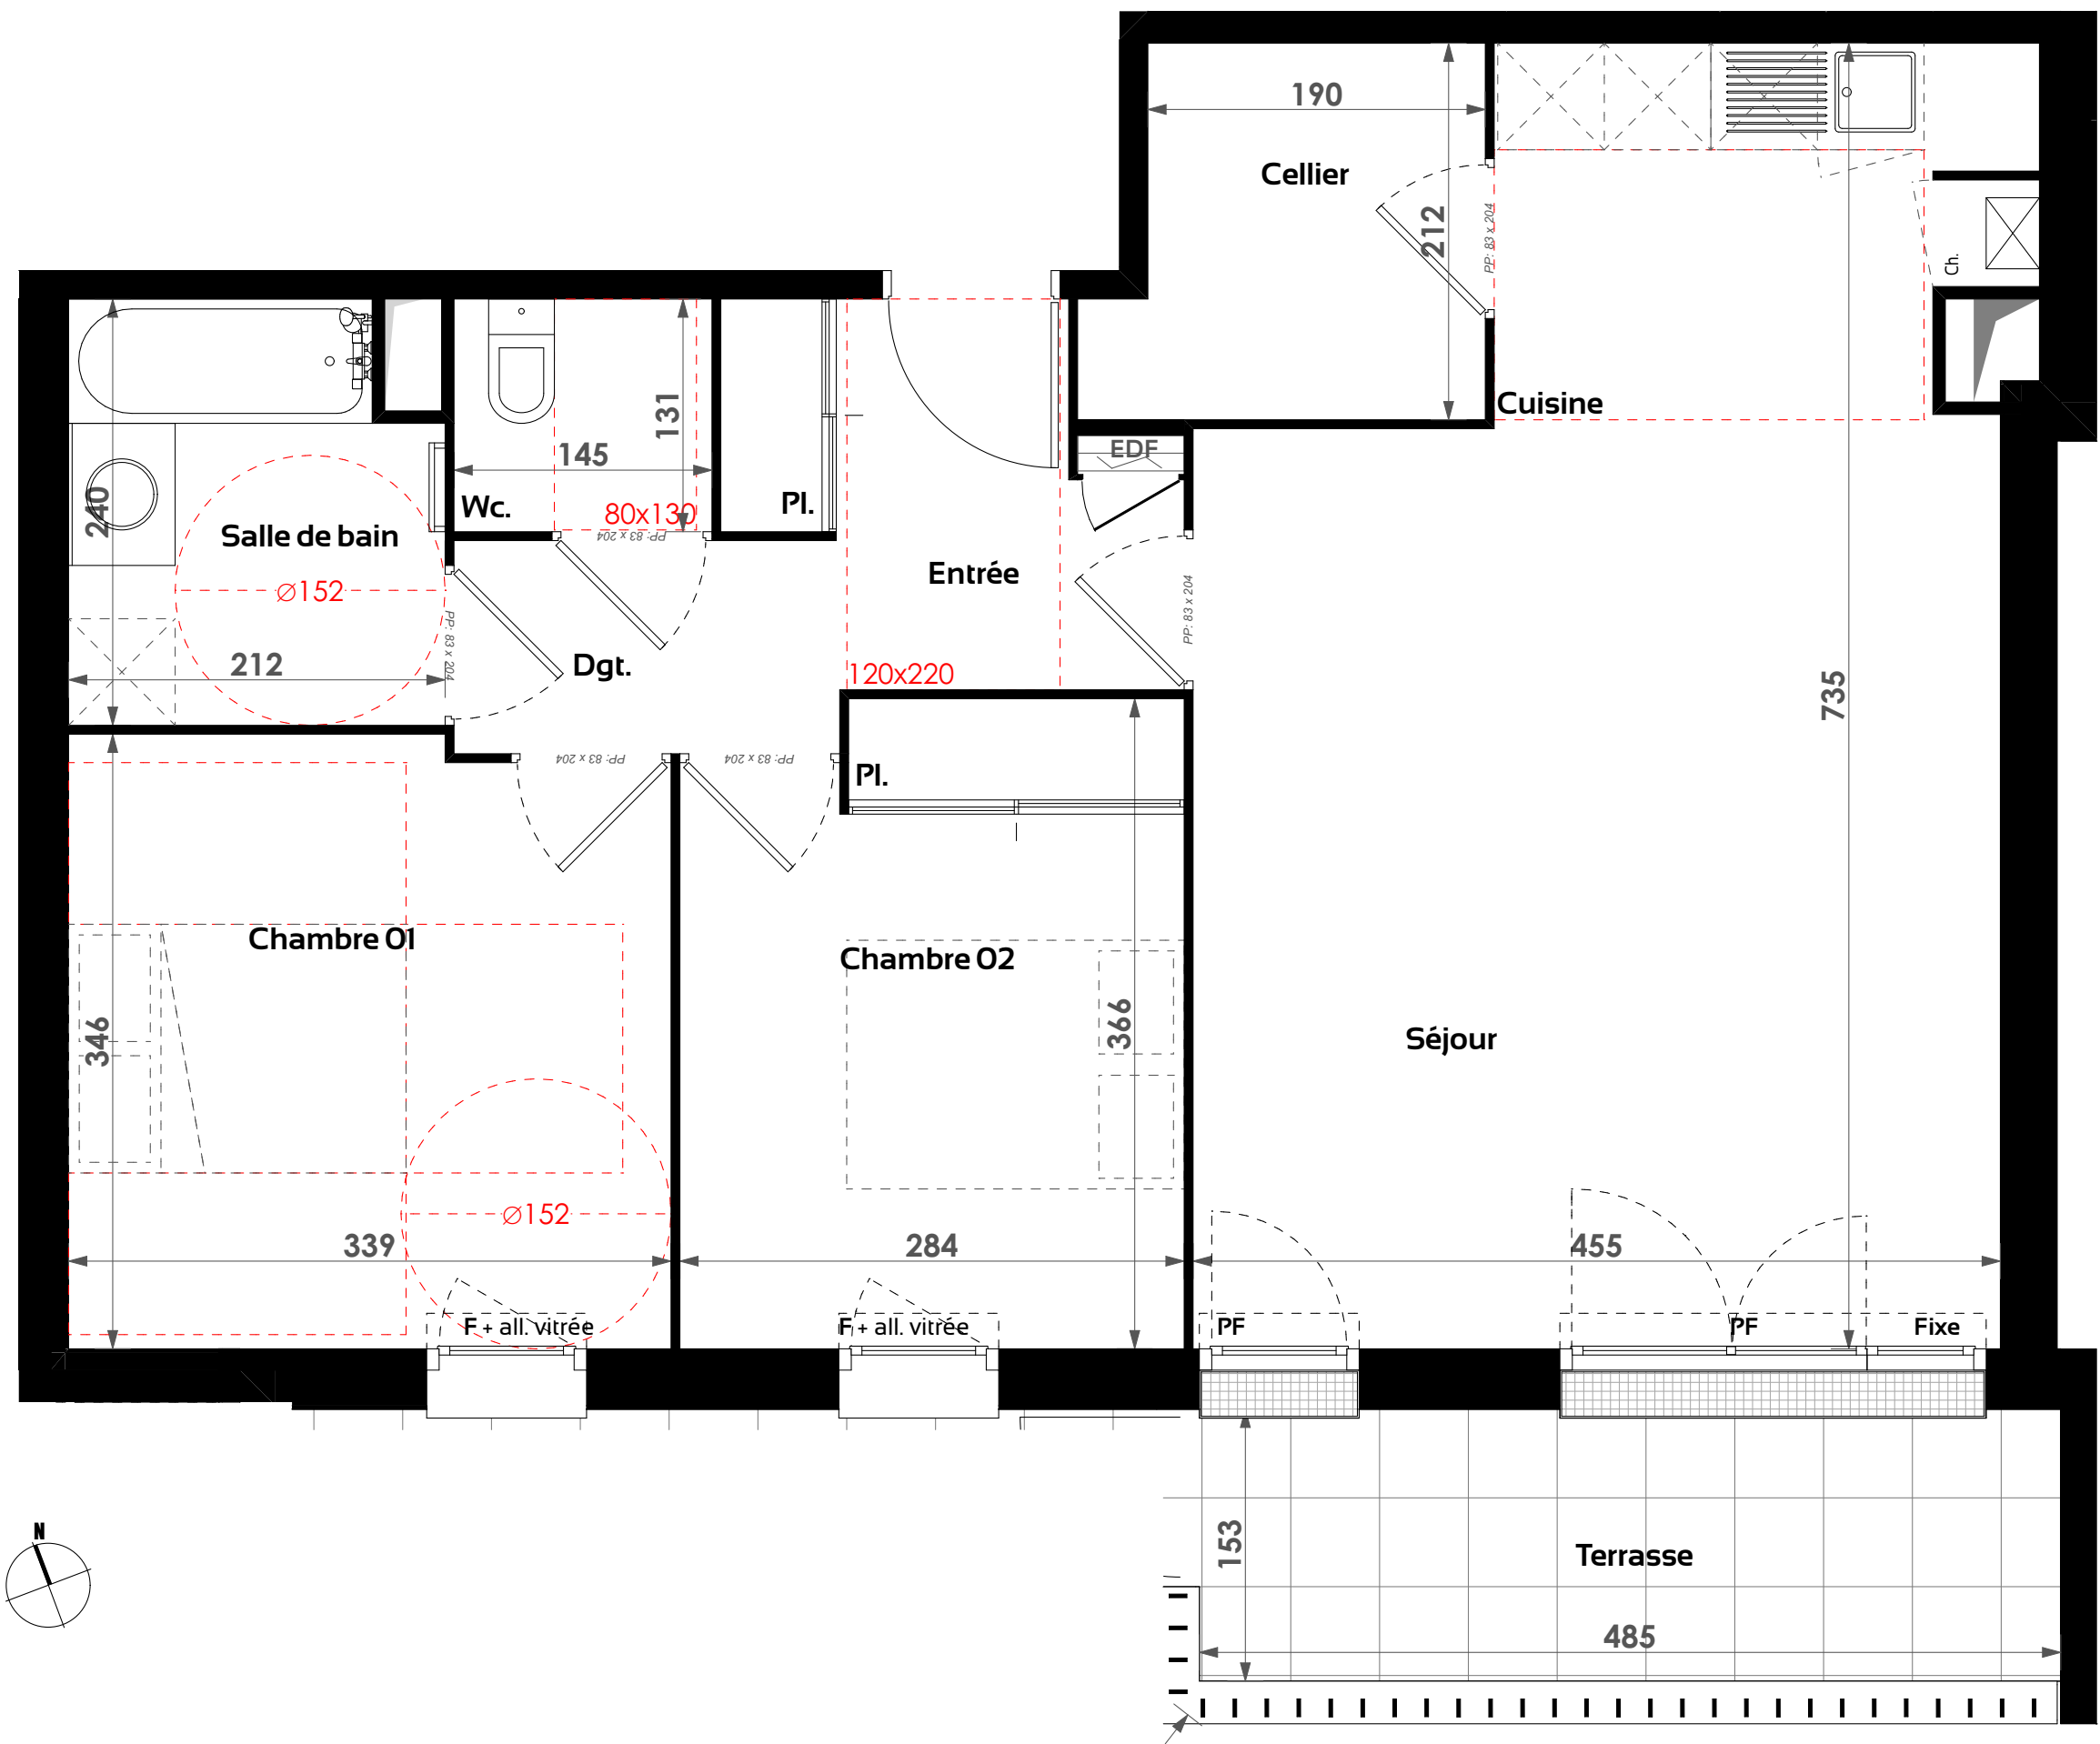 190
Cellier
212
PP: 83 x 204
Ch.
Cuisine
EDF
131
145
Wc.
80x130
PP: 83 x 204
Pl.
240
Salle de bain
Ø152
212
PP: 83 x 204
Dgt.
Entrée
120x220
PP: 83 x 204
735
PP: 83 x 204
PP: 83 x 204
Pl.
Chambre 01
Chambre 02
346
366
Séjour
Ø152
339
284
455
F + all. vitrée
F + all. vitrée
PF
PF
Fixe
N
153
Terrasse
485